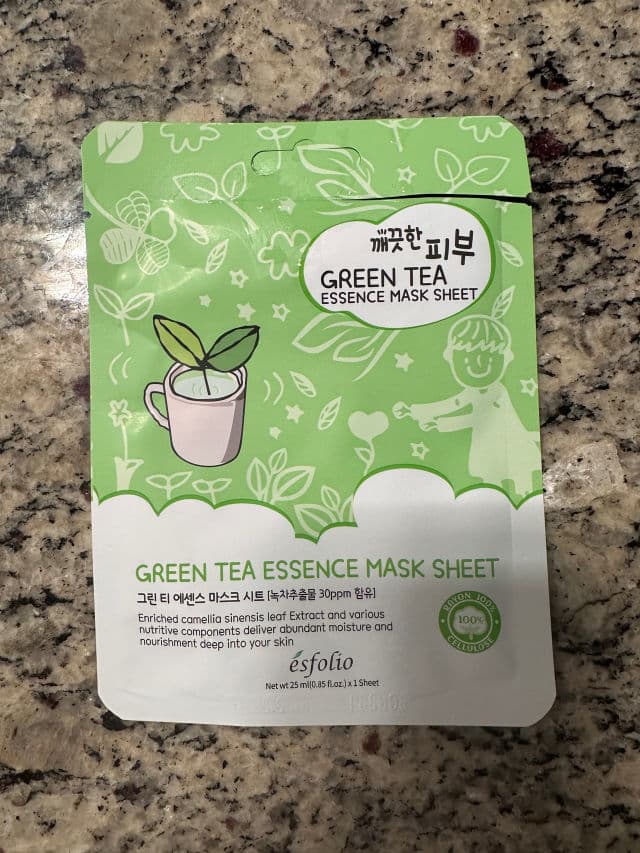 깨끗한 피부
GREEN TEA
ESSENCE MASK SHEET
GREEN TEA ESSENCE MASK SHEET
그린 티 에센스 마스크 시트 [녹차추출물 30ppm 함유]
Enriched camellia sinensis leaf Extract and various
nutritive components deliver abundant moisture and
nourishment deep into your skin
RAYON 100%
100%
CELLULOSE
ésfolio
Net wt 25 ml(0.85 fl.oz.) x 1 Sheet